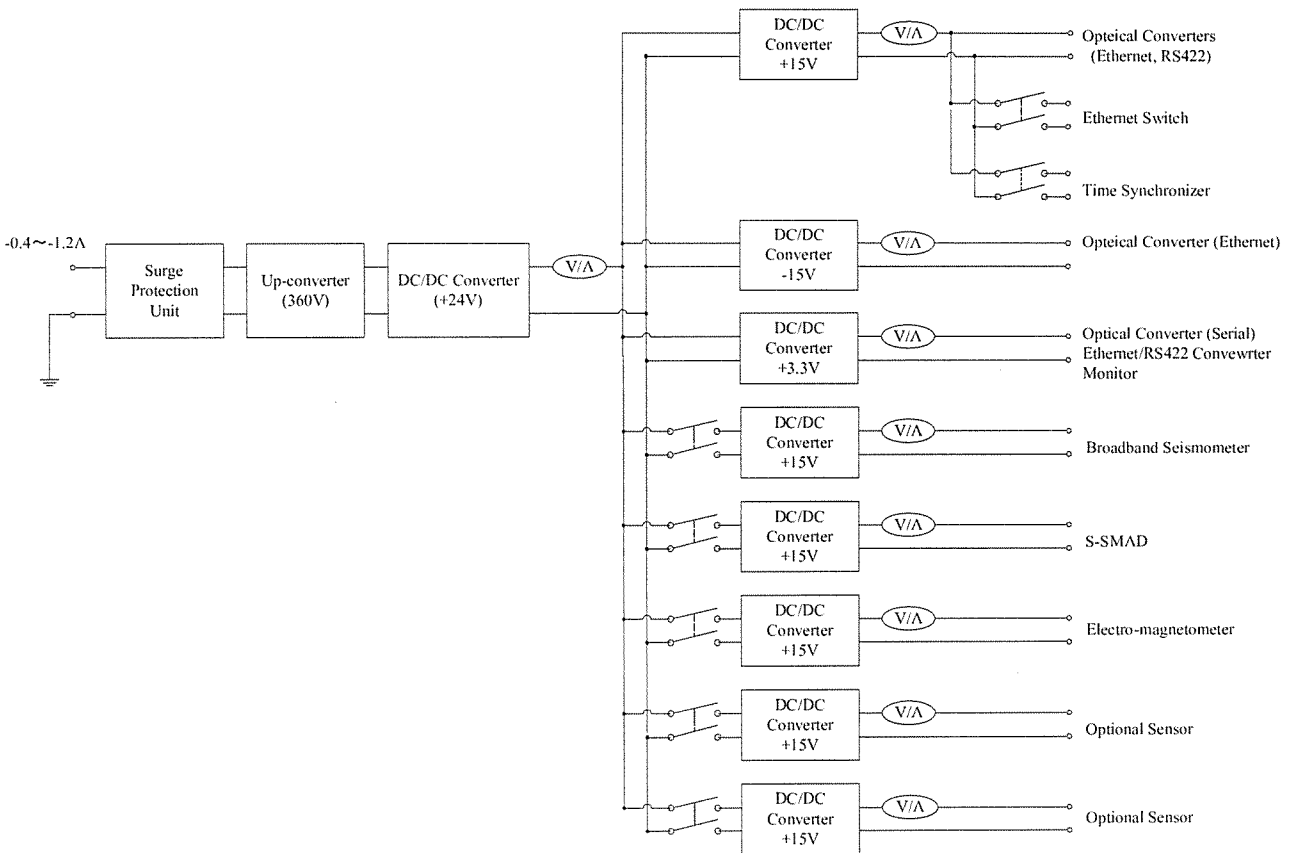 DC/DC
Converter
+15V
V/A
Opteical Converters
(Ethernet, RS422)
Ethernet Switch
Time Synchronizer
-0.4～-1.2A
Surge
Protection
Unit
Up-converter
(360V)
DC/DC Converter
(+24V)
V/A
DC/DC
Converter
-15V
V/A
Opteical Converter (Ethernet)
DC/DC
Converter
+3.3V
V/A
Optical Converter (Serial)
Ethernet/RS422 Convewrter
Monitor
DC/DC
Converter
+15V
V/A
Broadband Seismometer
DC/DC
Converter
+15V
V/A
S-SMAD
DC/DC
Converter
+15V
V/A
Electro-magnetometer
DC/DC
Converter
+15V
V/A
Optional Sensor
DC/DC
Converter
+15V
V/A
Optional Sensor